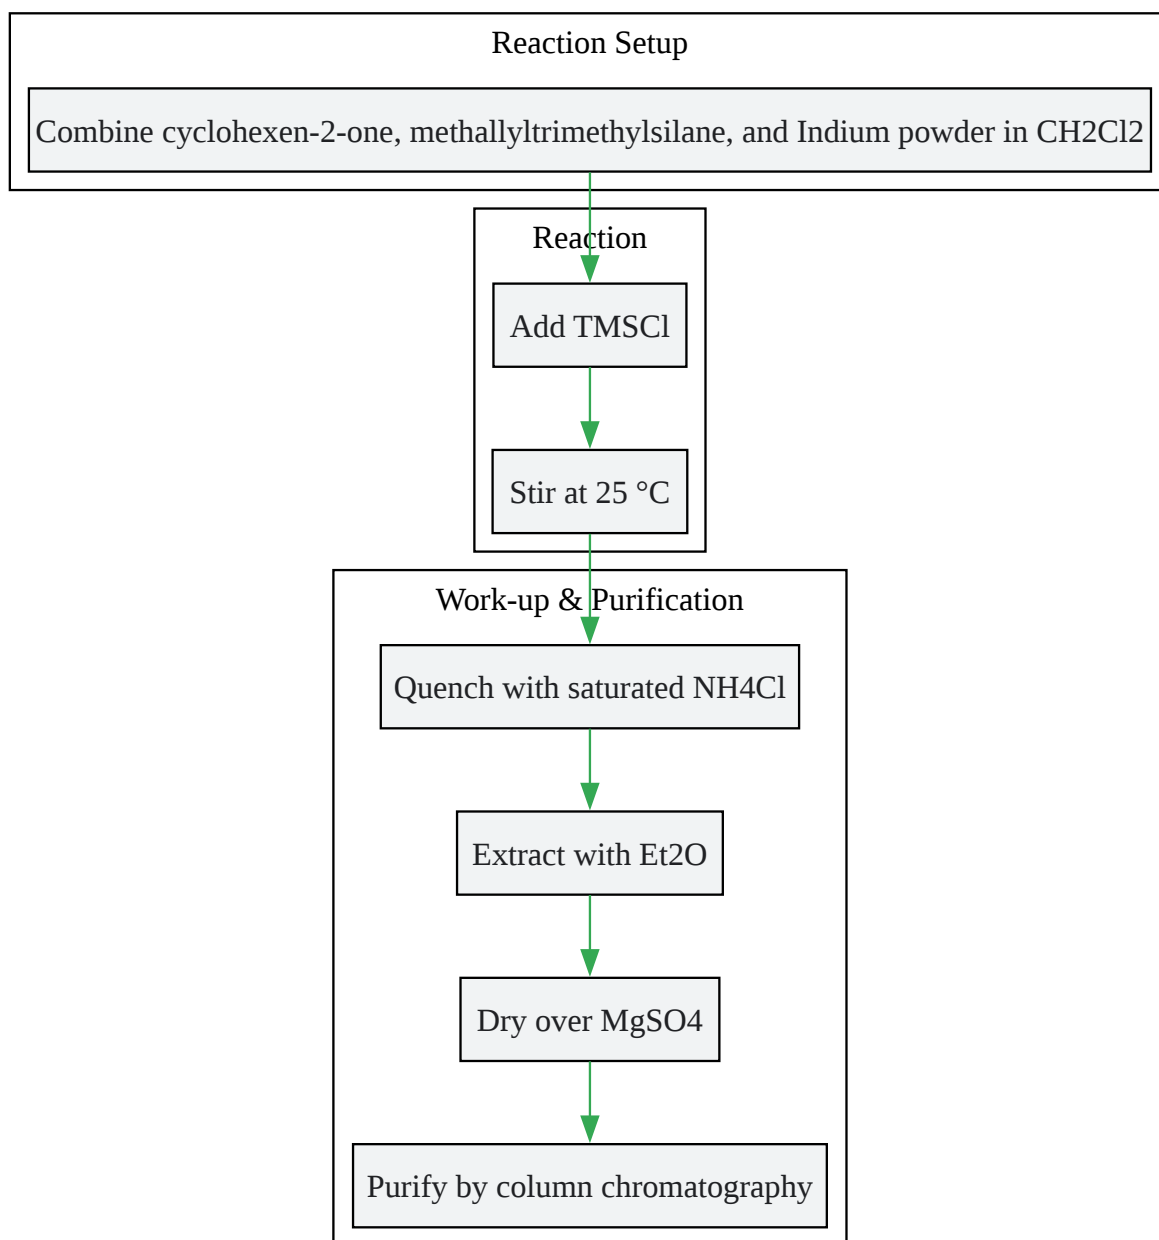 Reaction Setup
Combine cyclohexen-2-one, methallyltrimethylsilane, and Indium powder in CH2Cl2
Reaction
Add TMSCl
Stir at 25 °C
Work-up & Purification
Quench with saturated NH4Cl
Extract with Et2O
Dry over MgSO4
Purify by column chromatography